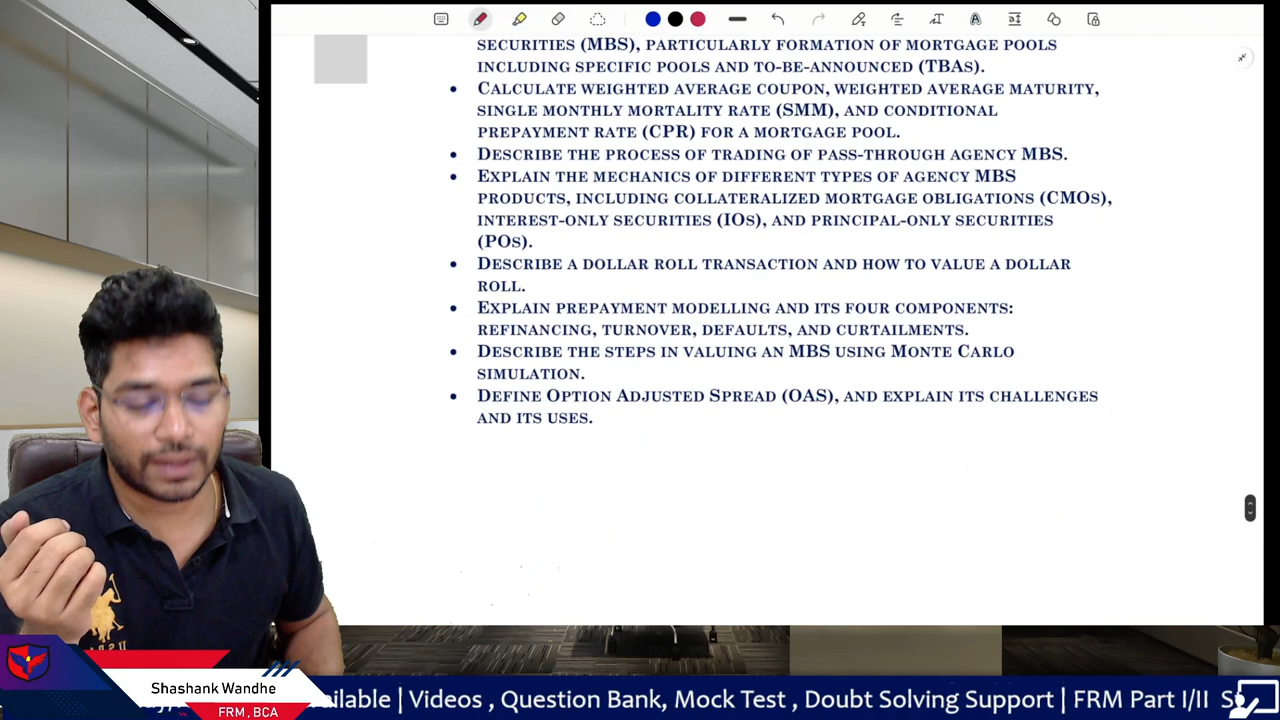 SECURITIES (MBS), PARTICULARLY FORMATION OF MORTGAGE POOLS
INCLUDING SPECIFIC POOLS AND TO-BE-ANNOUNCED (TBAS).
• CALCULATE WEIGHTED AVERAGE COUPON, WEIGHTED AVERAGE MATURITY,
SINGLE MONTHLY MORTALITY RATE (SMM), AND CONDITIONAL
PREPAYMENT RATE (CPR) FOR A MORTGAGE POOL.
• DESCRIBE THE PROCESS OF TRADING OF PASS-THROUGH AGENCY MBS.
• EXPLAIN THE MECHANICS OF DIFFERENT TYPES OF AGENCY MBS
PRODUCTS, INCLUDING COLLATERALIZED MORTGAGE OBLIGATIONS (CMOS),
INTEREST-ONLY SECURITIES (IOS), AND PRINCIPAL-ONLY SECURITIES
(POS).
• DESCRIBE A DOLLAR ROLL TRANSACTION AND HOW TO VALUE A DOLLAR
ROLL.
• EXPLAIN PREPAYMENT MODELLING AND ITS FOUR COMPONENTS:
REFINANCING, TURNOVER, DEFAULTS, AND CURTAILMENTS.
• DESCRIBE THE STEPS IN VALUING AN MBS USING MONTE CARLO
SIMULATION.
• DEFINE OPTION ADJUSTED SPREAD (OAS), AND EXPLAIN ITS CHALLENGES
AND ITS USES.
Shashank Wandhe
FRM, BCA
ailable | Videos , Question Bank, Mock Test , Doubt Solving Support | FRM Part I/II